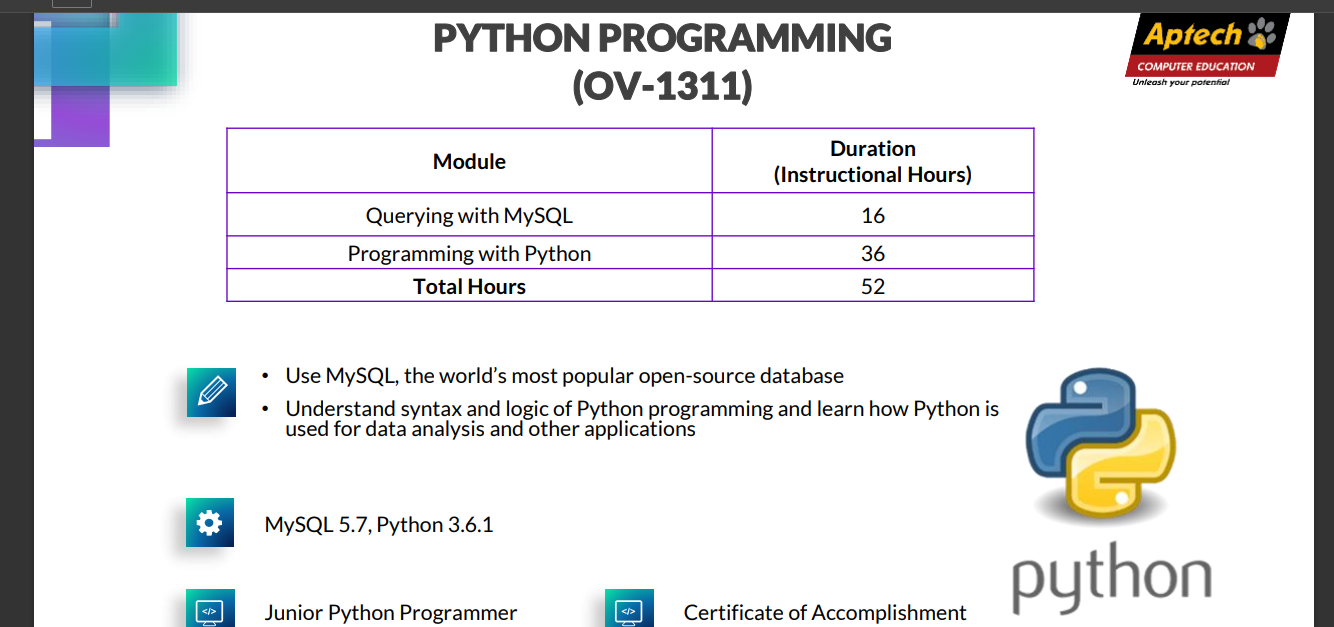 PYTHON PROGRAMMING
(OV-1311)
Aptech
COMPUTER EDUCATION
Unleash your potential
Module
Duration
(Instructional Hours)
Querying with MySQL
16
Programming with Python
36
Total Hours
52
• Use MySQL, the world’s most popular open-source database
• Understand syntax and logic of Python programming and learn how Python is
used for data analysis and other applications
MySQL 5.7, Python 3.6.1
python
</>
Junior Python Programmer
</>
Certificate of Accomplishment